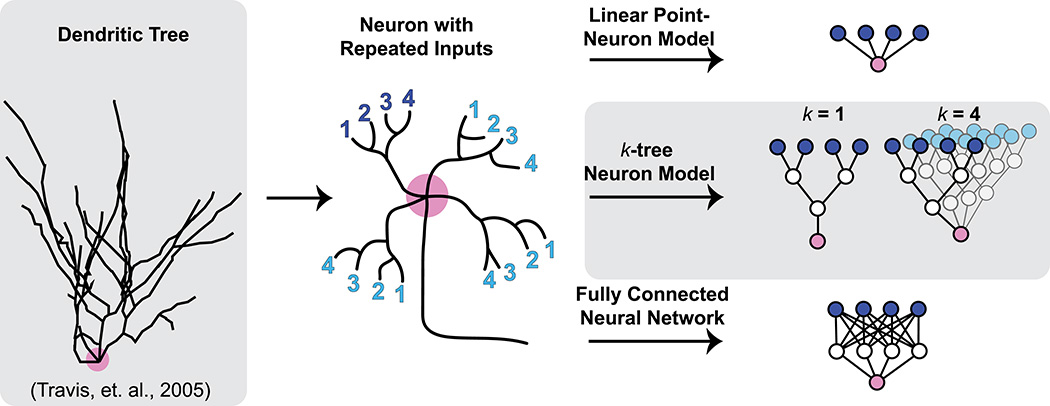 Dendritic Tree
(Travis, et. al., 2005)
Neuron with
Repeated Inputs
1 2 3 4
1 2 3 4
4 3 2 1
4 3 2 1
Linear Point-
Neuron Model
k-tree
Neuron Model
k = 1
k = 4
Fully Connected
Neural Network